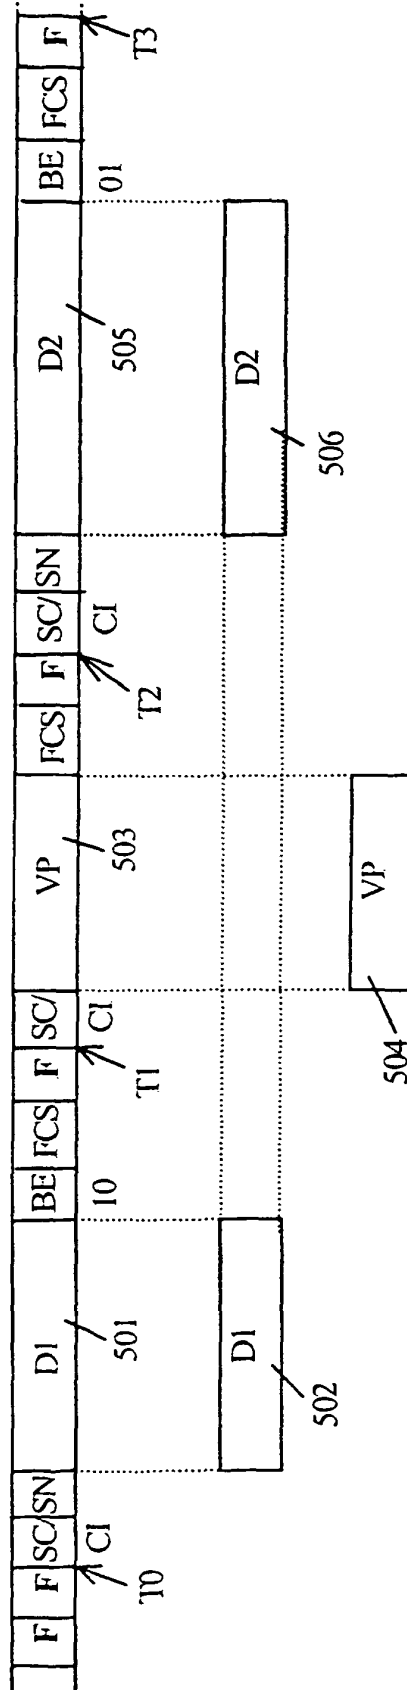 F F SC/ SN D1 BE FCS F SC/ VP FCS F SC/ SN D2 BE FCS F
CI 10 CI CI 01
T0 501 T1 503 T2 505 T3
D1 D2
502 506
VP
504